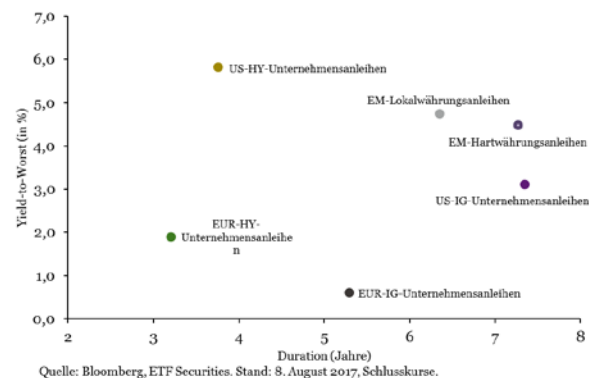 7,0
US-HY-Unternehmensanleihen
6,0
EM-Lokalwährungsanleihen
5,0
EM-Hartwährungsanleihen
4,0
Yield-to-Worst (in %)
3,0
US-IG-Unternehmensanleihen
EUR-HY-
Unternehmensanleihe
n
2,0
1,0
EUR-IG-Unternehmensanleihen
0,0
2 3 4 5 6 7 8
Duration (Jahre)
Quelle: Bloomberg, ETF Securities. Stand: 8. August 2017, Schlusskurse.